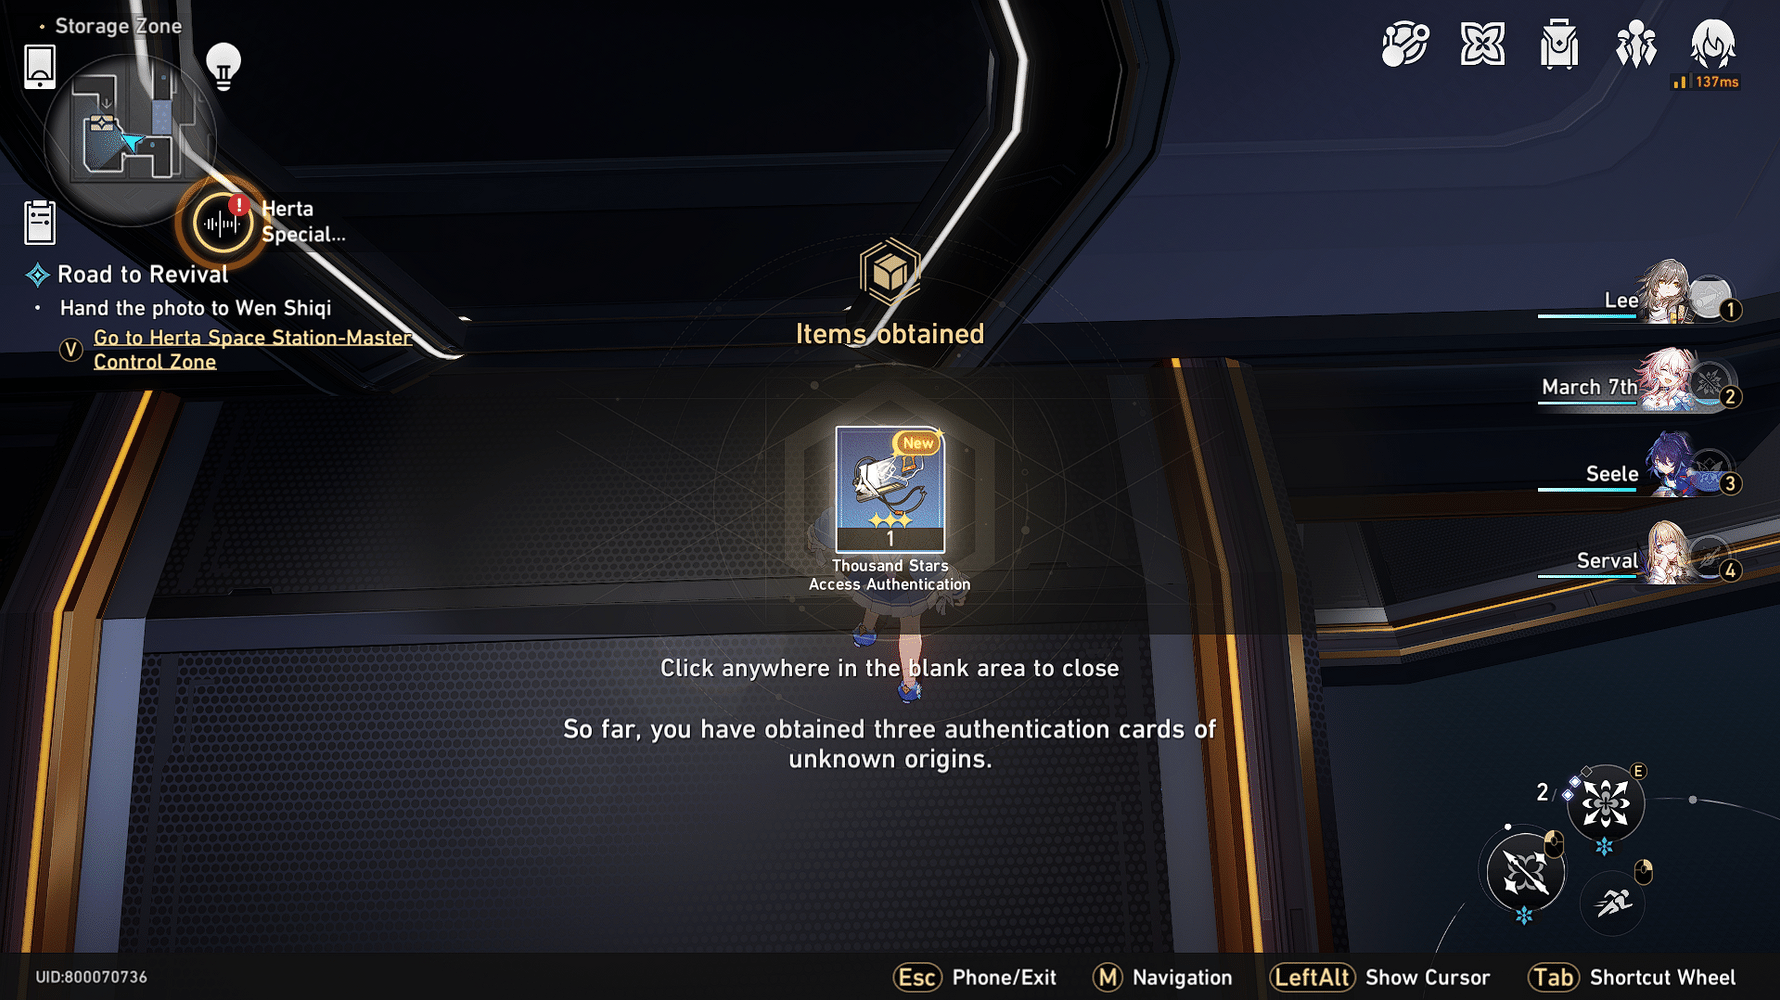 Storage Zone
137ms
Herta
Special...
Road to Revival
Hand the photo to Wen Shiqi
V
Go to Herta Space Station-Master
Control Zone
Items obtained
New
1
Thousand Stars
Access Authentication
Click anywhere in the blank area to close
So far, you have obtained three authentication cards of
unknown origins.
Lee
1
March 7th
2
Seele
3
Serval
4
2
E
UID:800070736
Esc Phone/Exit
M Navigation
LeftAlt Show Cursor
Tab Shortcut Wheel